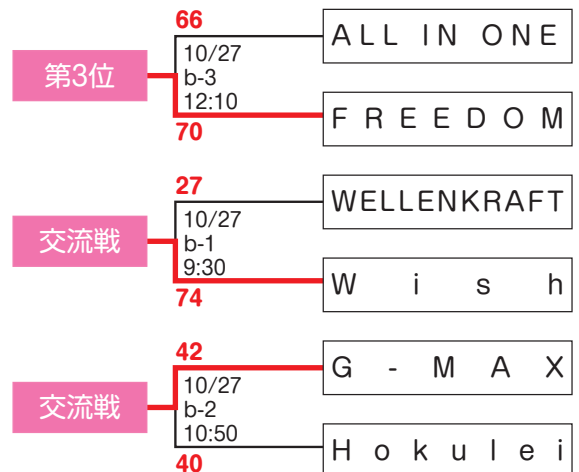 66
ALL IN ONE
10/27
b-3
12:10
第3位
FREEDOM
70
27
WELLENKRAFT
10/27
b-1
9:30
交流戦
Wish
74
42
G-MAX
10/27
b-2
10:50
交流戦
Hokulei
40